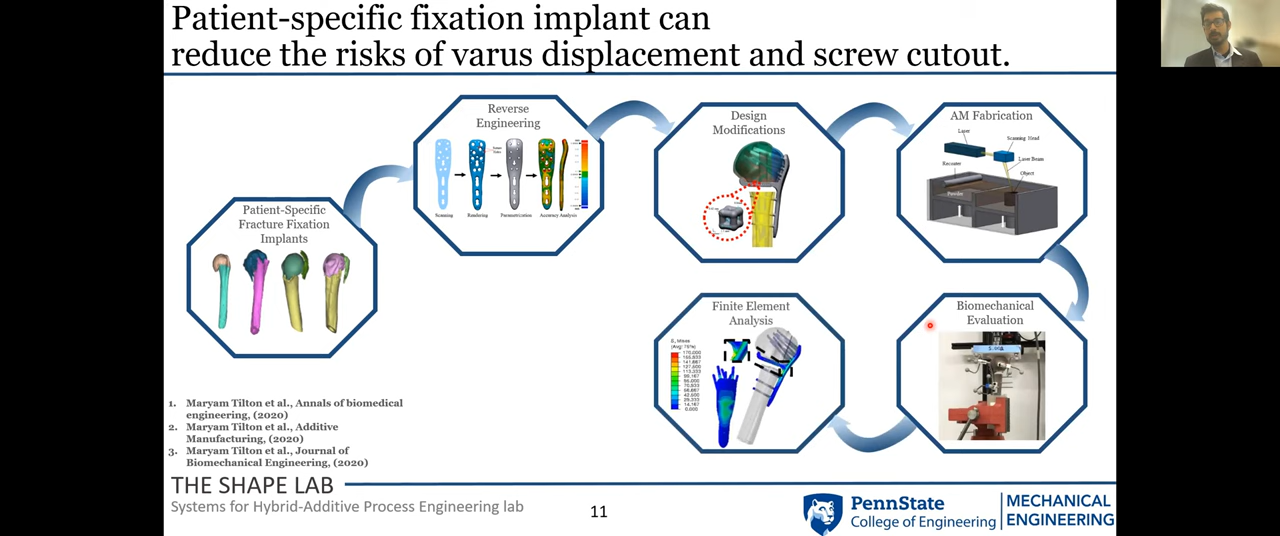 Patient-specific fixation implant can
reduce the risks of varus displacement and screw cutout.
Patient-Specific
Fracture Fixation
Implants
Reverse
Engineering
Scanning
Rendering
Parametrization
Accuracy Analysis
Design
Modifications
AM Fabrication
Layer
Scanning Head
Laser Beam
Recoater
Object
Powder
Biomechanical
Evaluation
Finite Element
Analysis
(Avg: 75%)
1. Maryam Tilton et al., Annals of biomedical
engineering, (2020)
2. Maryam Tilton et al., Additive
Manufacturing, (2020)
3. Maryam Tilton et al., Journal of
Biomechanical Engineering, (2020)
THE SHAPE LAB
Systems for Hybrid-Additive Process Engineering lab
11
PennState
College of Engineering
MECHANICAL
ENGINEERING